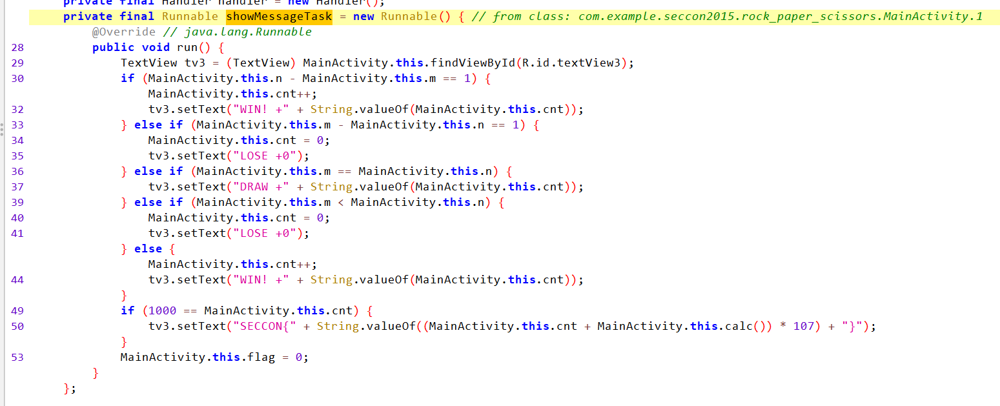 private final Handler handler = new Handler();
private final Runnable showMessageTask = new Runnable() { // from class: com.example.seccon2015.rock_paper_scissors.MainActivity.1
@Override // java.lang.Runnable
28 public void run() {
29 TextView tv3 = (TextView) MainActivity.this.findViewById(R.id.textView3);
30 if (MainActivity.this.n - MainActivity.this.m == 1) {
MainActivity.this.cnt++;
32 tv3.setText("WIN! +" + String.valueOf(MainActivity.this.cnt));
33 } else if (MainActivity.this.m - MainActivity.this.n == 1) {
34 MainActivity.this.cnt = 0;
35 tv3.setText("LOSE +0");
36 } else if (MainActivity.this.m == MainActivity.this.n) {
37 tv3.setText("DRAW +" + String.valueOf(MainActivity.this.cnt));
39 } else if (MainActivity.this.m < MainActivity.this.n) {
40 MainActivity.this.cnt = 0;
41 tv3.setText("LOSE +0");
} else {
MainActivity.this.cnt++;
44 tv3.setText("WIN! +" + String.valueOf(MainActivity.this.cnt));
}
49 if (1000 == MainActivity.this.cnt) {
50 tv3.setText("SECCON{" + String.valueOf((MainActivity.this.cnt + MainActivity.this.calc()) * 107) + "}");
}
53 MainActivity.this.flag = 0;
}
};